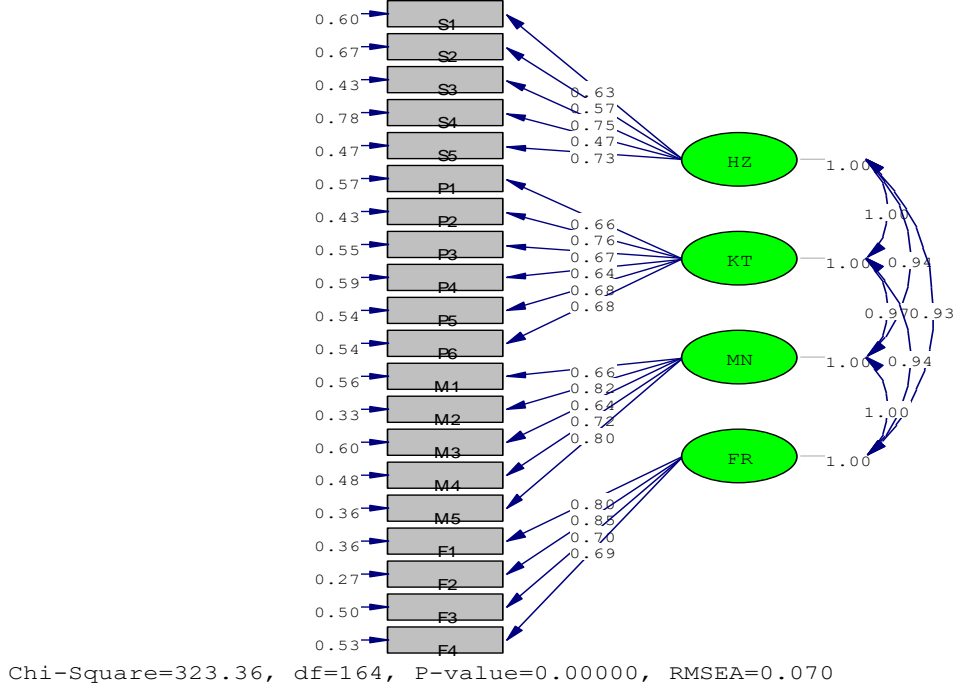 0.60 S1
0.67 S2
0.43 S3
0.78 S4
0.47 S5
0.57 P1
0.43 P2
0.55 P3
0.59 P4
0.54 P5
0.54 P6
0.56 M1
0.33 M2
0.60 M3
0.48 M4
0.36 M5
0.36 F1
0.27 F2
0.50 F3
0.53 F4
0.63
0.57
0.75
0.47
0.73
0.66
0.76
0.67
0.64
0.68
0.68
0.66
0.82
0.64
0.72
0.80
0.80
0.85
0.70
0.69
HZ 1.00
KT 1.00
MN 1.00
FR 1.00
1.00
0.94
0.97 0.93
0.94
1.00
Chi-Square=323.36, df=164, P-value=0.00000, RMSEA=0.070